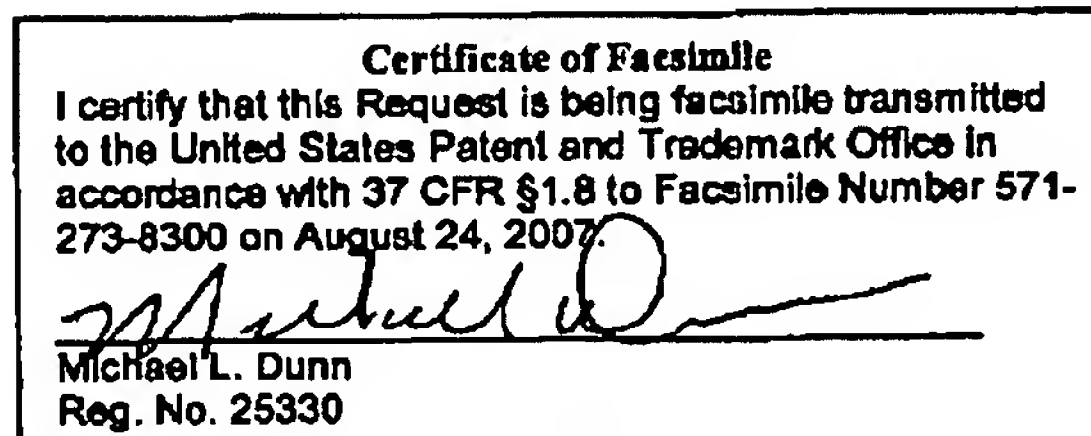 Certificate of Facsimile
I certify that this Request is being facsimile transmitted
to the United States Patent and Trademark Office in
accordance with 37 CFR §1.8 to Facsimile Number 571-
273-8300 on August 24, 2007.
Michael L. Dunn
Michael L. Dunn
Reg. No. 25330